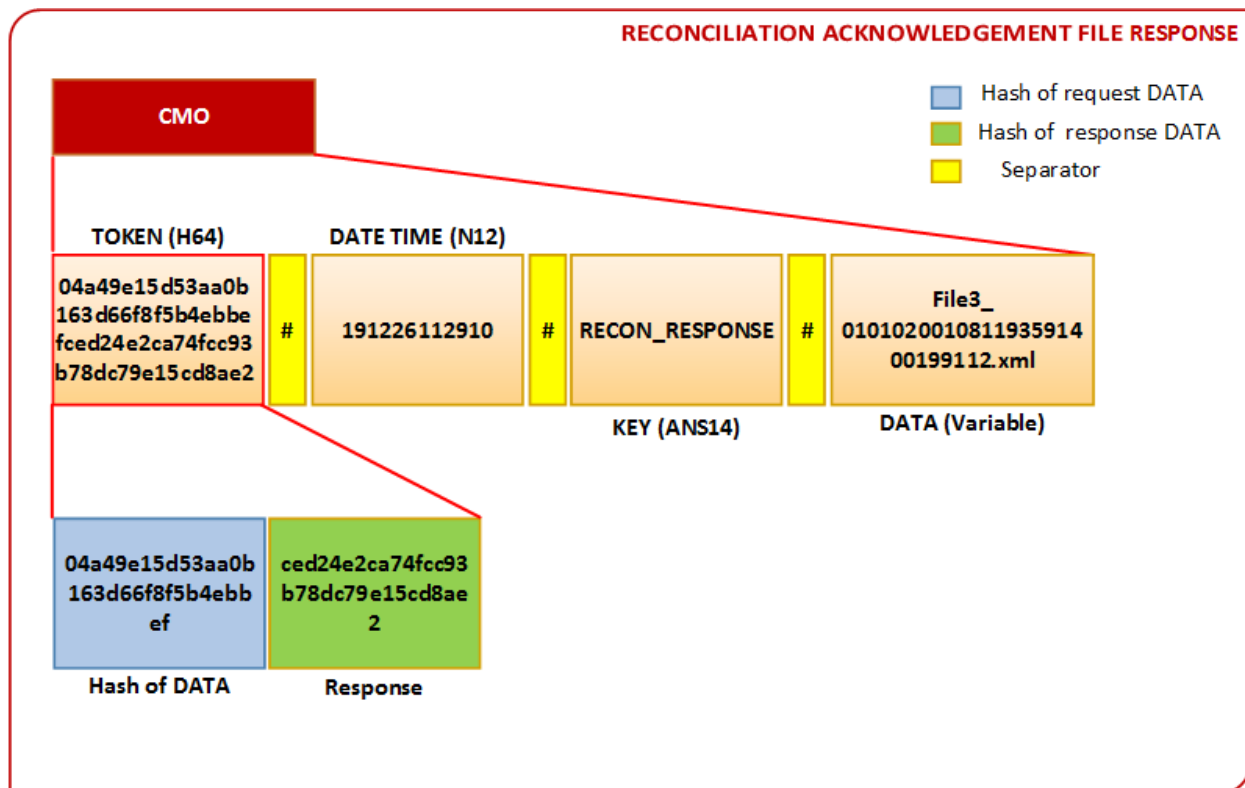 RECONCILIATION ACKNOWLEDGEMENT FILE RESPONSE
CMO
Hash of request DATA
Hash of response DATA
Separator
TOKEN (H64)
DATE TIME (N12)
04a49e15d53aa0b
163d66f8f5b4ebbe
fced24e2ca74fcc93
b78dc79e15cd8ae2
#
191226112910
#
RECON_RESPONSE
#
File3_
0101020010811935914
00199112.xml
KEY (ANS14)
DATA (Variable)
04a49e15d53aa0b
163d66f8f5b4ebb
ef
ced24e2ca74fcc93
b78dc79e15cd8ae
2
Hash of DATA
Response